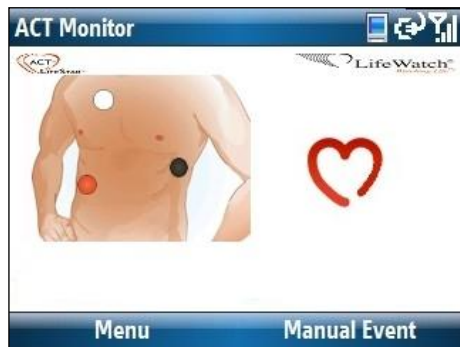 ACT Monitor
ACT
LifeStar
LifeWatch®
Menu
Manual Event